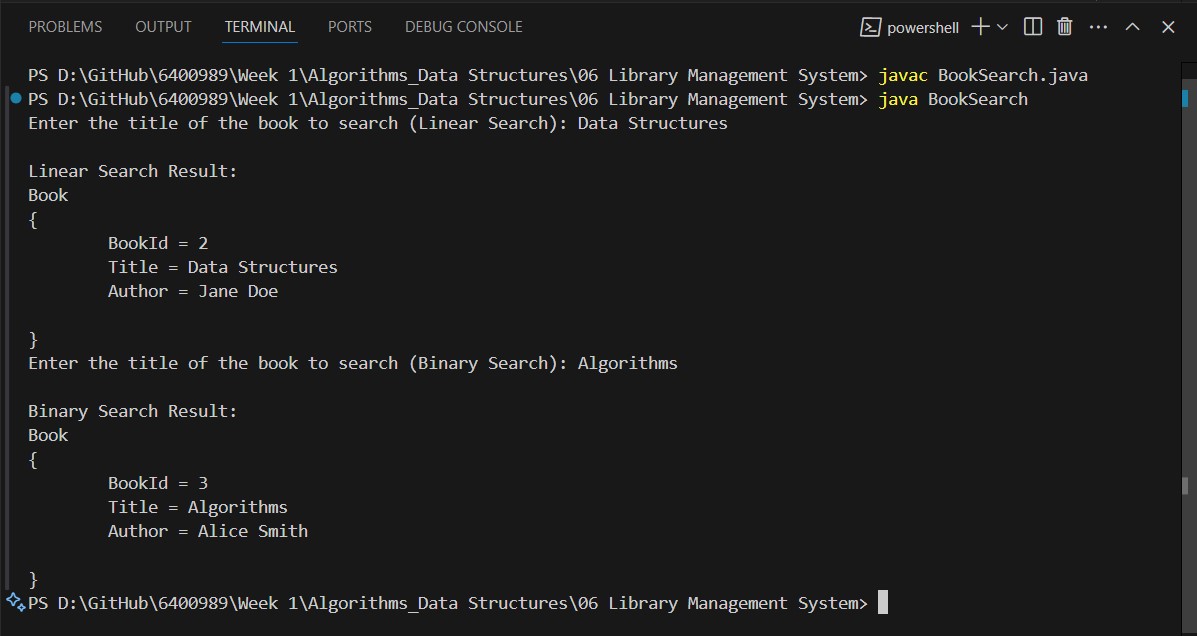 PROBLEMS OUTPUT TERMINAL PORTS DEBUG CONSOLE powershell
PS D:\GitHub\6400989\Week 1\Algorithms_Data Structures\06 Library Management System> javac BookSearch.java
PS D:\GitHub\6400989\Week 1\Algorithms_Data Structures\06 Library Management System> java BookSearch
Enter the title of the book to search (Linear Search): Data Structures
Linear Search Result:
Book
{
BookId = 2
Title = Data Structures
Author = Jane Doe
}
Enter the title of the book to search (Binary Search): Algorithms
Binary Search Result:
Book
{
BookId = 3
Title = Algorithms
Author = Alice Smith
}
PS D:\GitHub\6400989\Week 1\Algorithms_Data Structures\06 Library Management System>